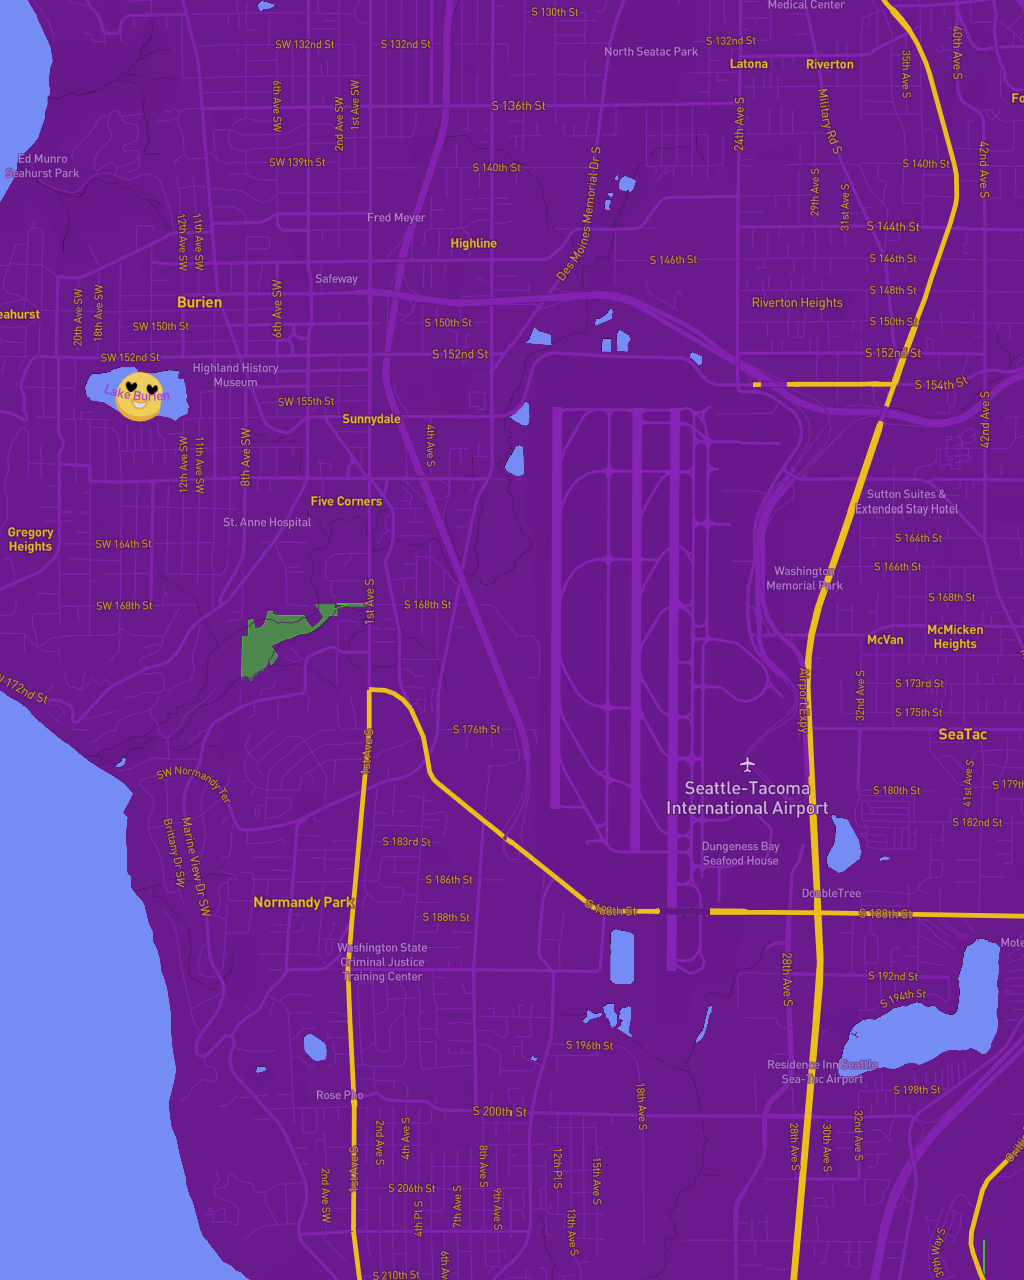 Medical Center
S 130th St
SW 132nd St
S 132nd St
S 132nd St
North Seatac Park
40th Ave S
35th Ave S
Latona
Riverton
6th Ave SW
2nd Ave SW
1st Ave SW
S 136th St
24th Ave S
Military Rd S
Fo
Ed Munro
Seahurst Park
SW 139th St
S 140th St
S 140th St
42nd Ave S
29th Ave S
31st Ave S
Des Moines Memorial Dr S
12th Ave SW
11th Ave SW
Fred Meyer
S 144th St
Highline
S 146th St
S 146th St
Safeway
S 148th St
20th Ave SW
18th Ave SW
Burien
6th Ave SW
Riverton Heights
eahurst
SW 150th St
S 150th St
S 150th St
SW 152nd St
S 152nd St
S 152nd St
Highland History
Museum
S 154th St
Lake Burien
SW 155th St
Sunnydale
42nd Ave S
12th Ave SW
11th Ave SW
8th Ave SW
4th Ave S
Five Corners
Sutton Suites &
Extended Stay Hotel
St. Anne Hospital
Gregory
Heights
SW 164th St
S 164th St
S 166th St
Washington
Memorial Park
SW 168th St
1st Ave S
S 168th St
S 168th St
McVan
McMicken
Heights
W 172nd St
S 173rd St
32nd Ave S
Airport Expy
S 175th St
S 176th St
1st Ave S
SeaTac
SW Normandy Ter
41st Ave S
S 179th
Seattle-Tacoma
International Airport
S 180th St
S 182nd St
Brittany Dr SW
Marine View Dr SW
S 183rd St
Dungeness Bay
Seafood House
S 186th St
DoubleTree
Normandy Park
S 188th St
S 188th St
S 188th St
Washington State
Criminal Justice
Training Center
Mote
28th Ave S
S 192nd St
S 194th St
S 196th St
Residence Inn Seattle
Sea-Tac Airport
Rose Pho
S 198th St
18th Ave S
S 200th St
2nd Ave S
4th Ave S
28th Ave S
30th Ave S
32nd Ave S
2nd Ave SW
1st Ave S
8th Ave S
12th Pl S
15th Ave S
S 206th St
4th Pl S
7th Ave S
9th Ave S
13th Ave S
39th Way S
6th Av
S 210th St